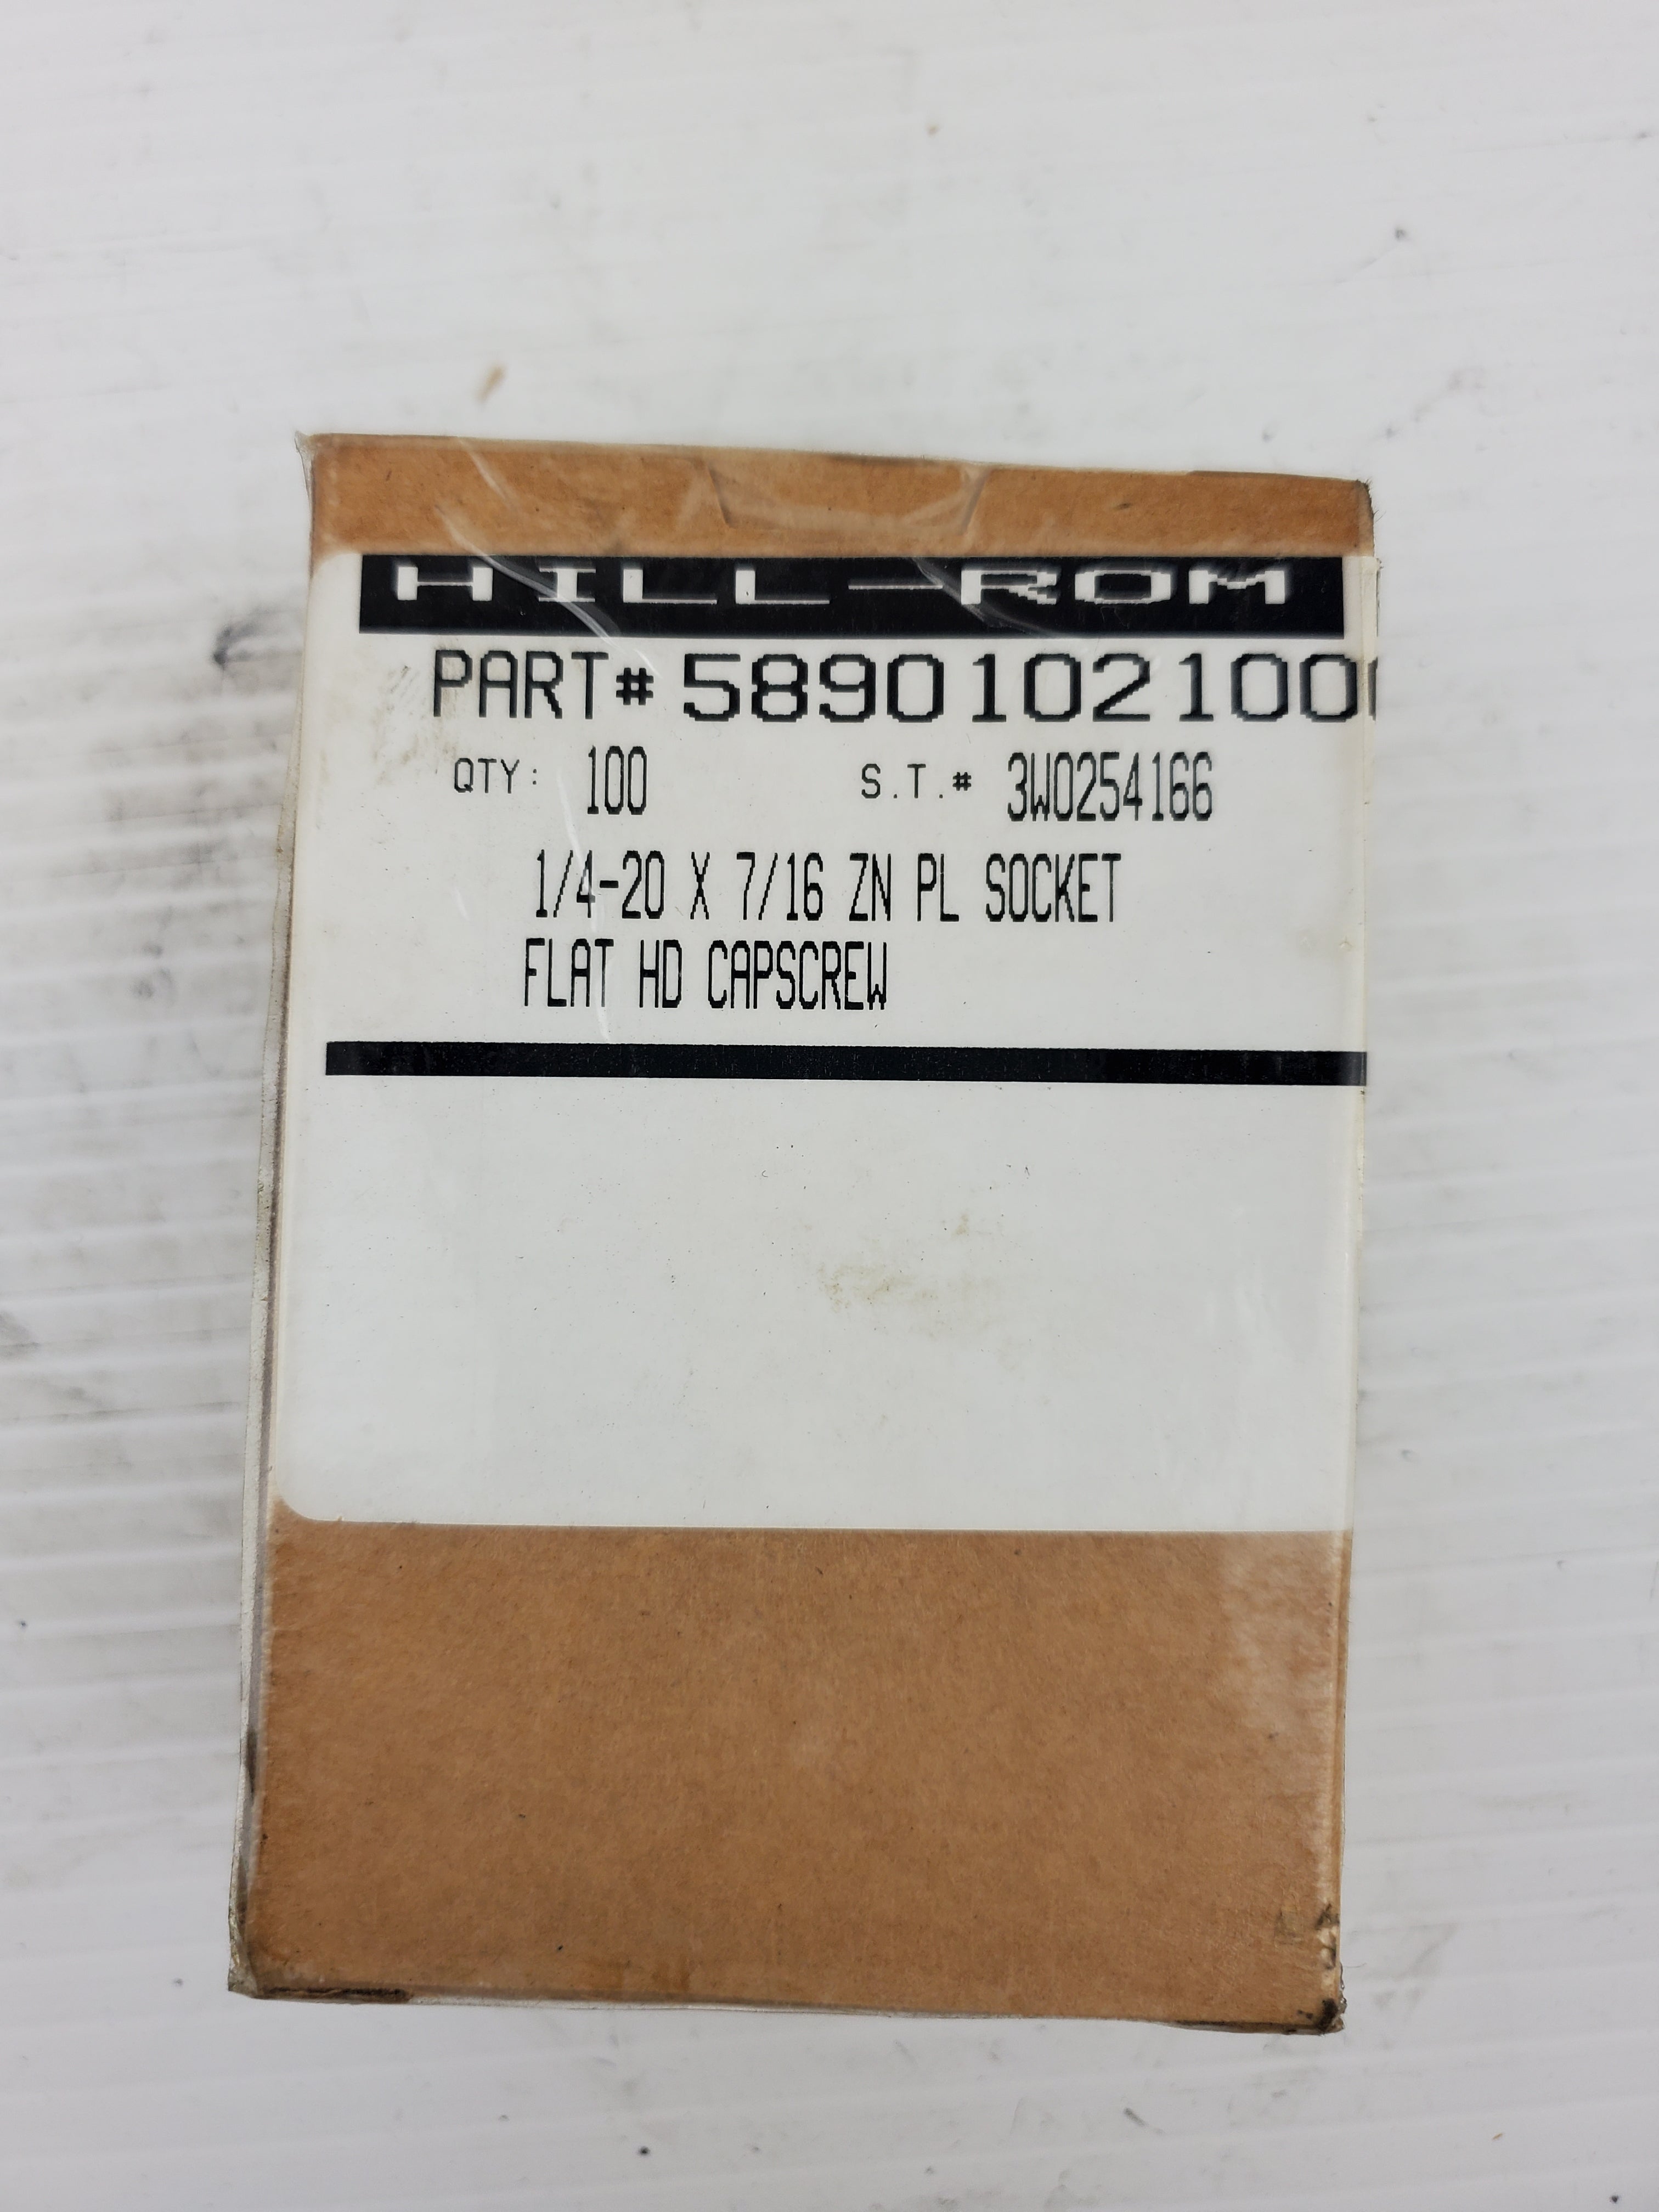 HILL-ROM
PART# 5890102100
QTY: 100 S.T.# 3W0254166
1/4-20 X 7/16 ZN PL SOCKET
FLAT HD CAPSCREW